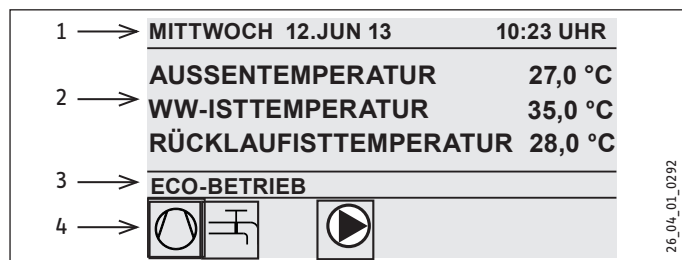 1 MITTWOCH 12.JUN 13 10:23 UHR
2
AUSSENTEMPERATUR 27,0 °C
WW-ISTTEMPERATUR 35,0 °C
RÜCKLAUFISTTEMPERATUR 28,0 °C
3 ECO-BETRIEB
4
26_04_01_0292